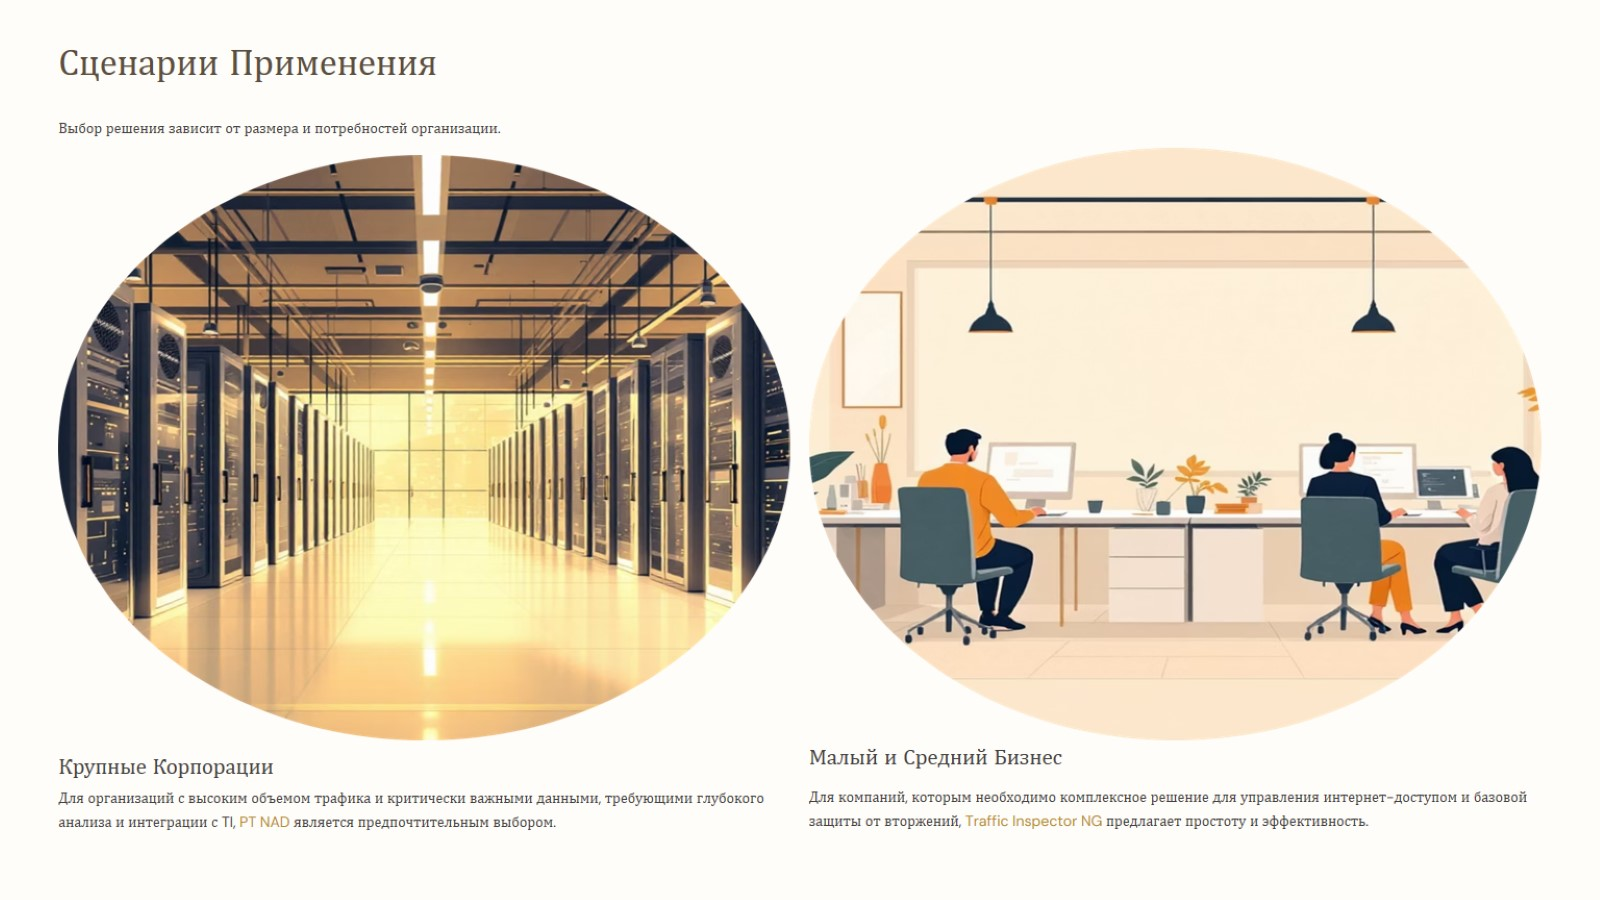 Сценарии Применения
Выбор решения зависит от размера и потребностей организации.
Крупные Корпорации
Для организаций с высоким объемом трафика и критически важными данными, требующими глубокого
анализа и интеграции с TI, PT NAD является предпочтительным выбором.
Малый и Средний Бизнес
Для компаний, которым необходимо комплексное решение для управления интернет-доступом и базовой
защиты от вторжений, Traffic Inspector NG предлагает простоту и эффективность.